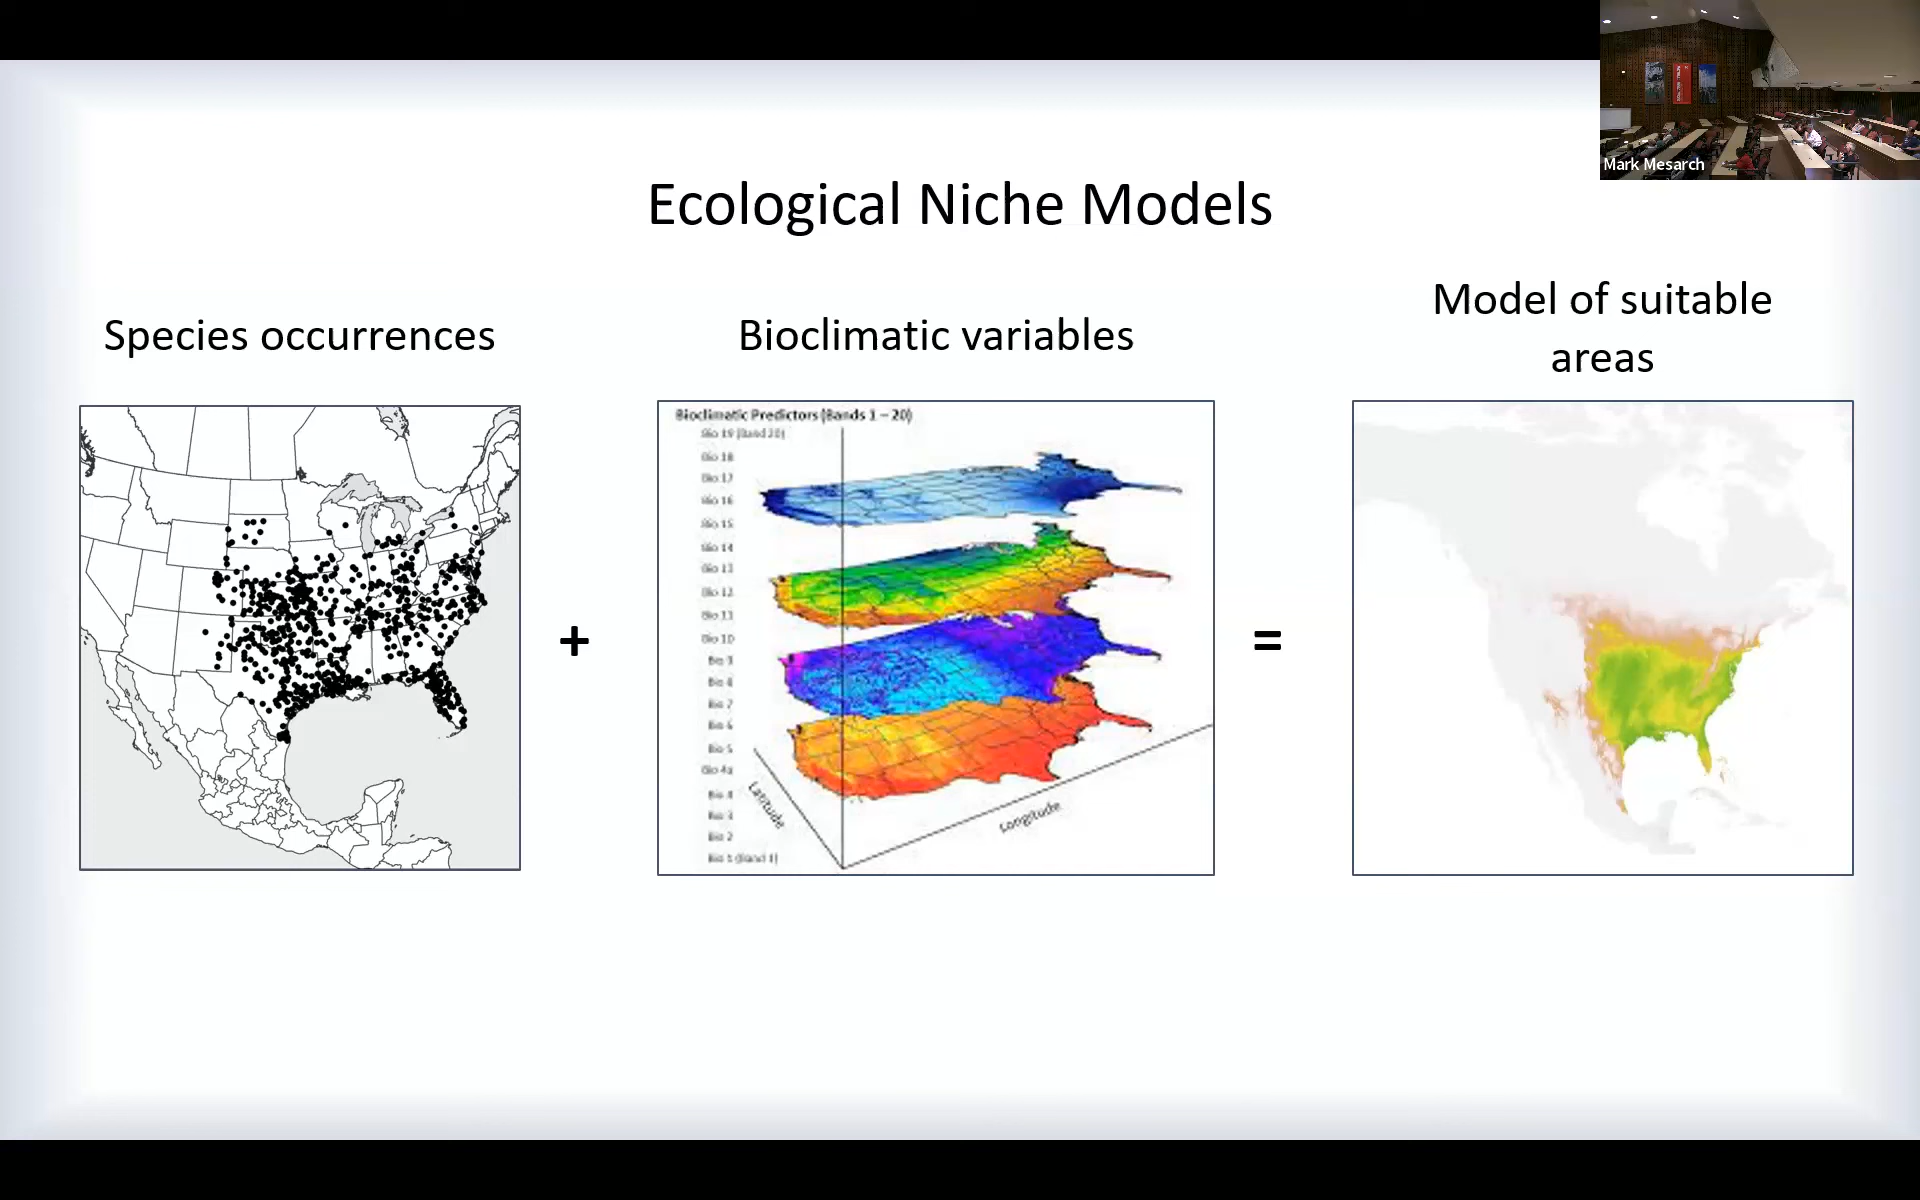 Mark Mesarch
Ecological Niche Models
Species occurrences
Bioclimatic variables
Model of suitable
areas
Bioclimatic Predictors (Bands 1 – 20)
Bio 19 (Band 20)
Bio 18
Bio 17
Bio 16
Bio 15
Bio 14
Bio 13
Bio 12
Bio 11
Bio 10
Bio 9
Bio 8
Bio 7
Bio 6
Bio 5
Bio 4a
Bio 4
Bio 3
Bio 2
Bio 1 (Band 1)
Latitude
Longitude
+
=